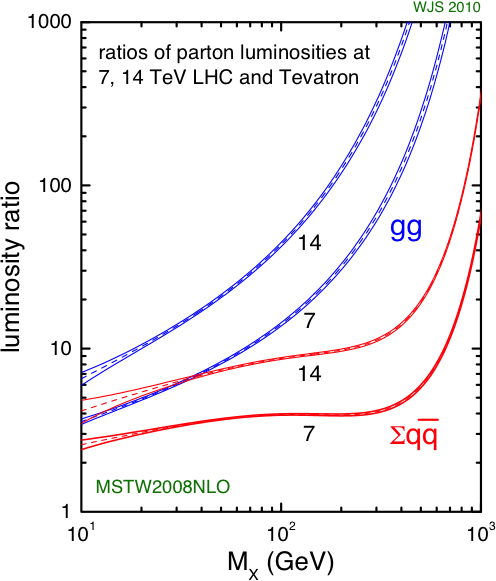 WJS 2010
1000
ratios of parton luminosities at
7, 14 TeV LHC and Tevatron
100
gg
14
luminosity ratio
7
10
14
7
Σqq̅
MSTW2008NLO
1
10¹
10²
10³
M_X (GeV)